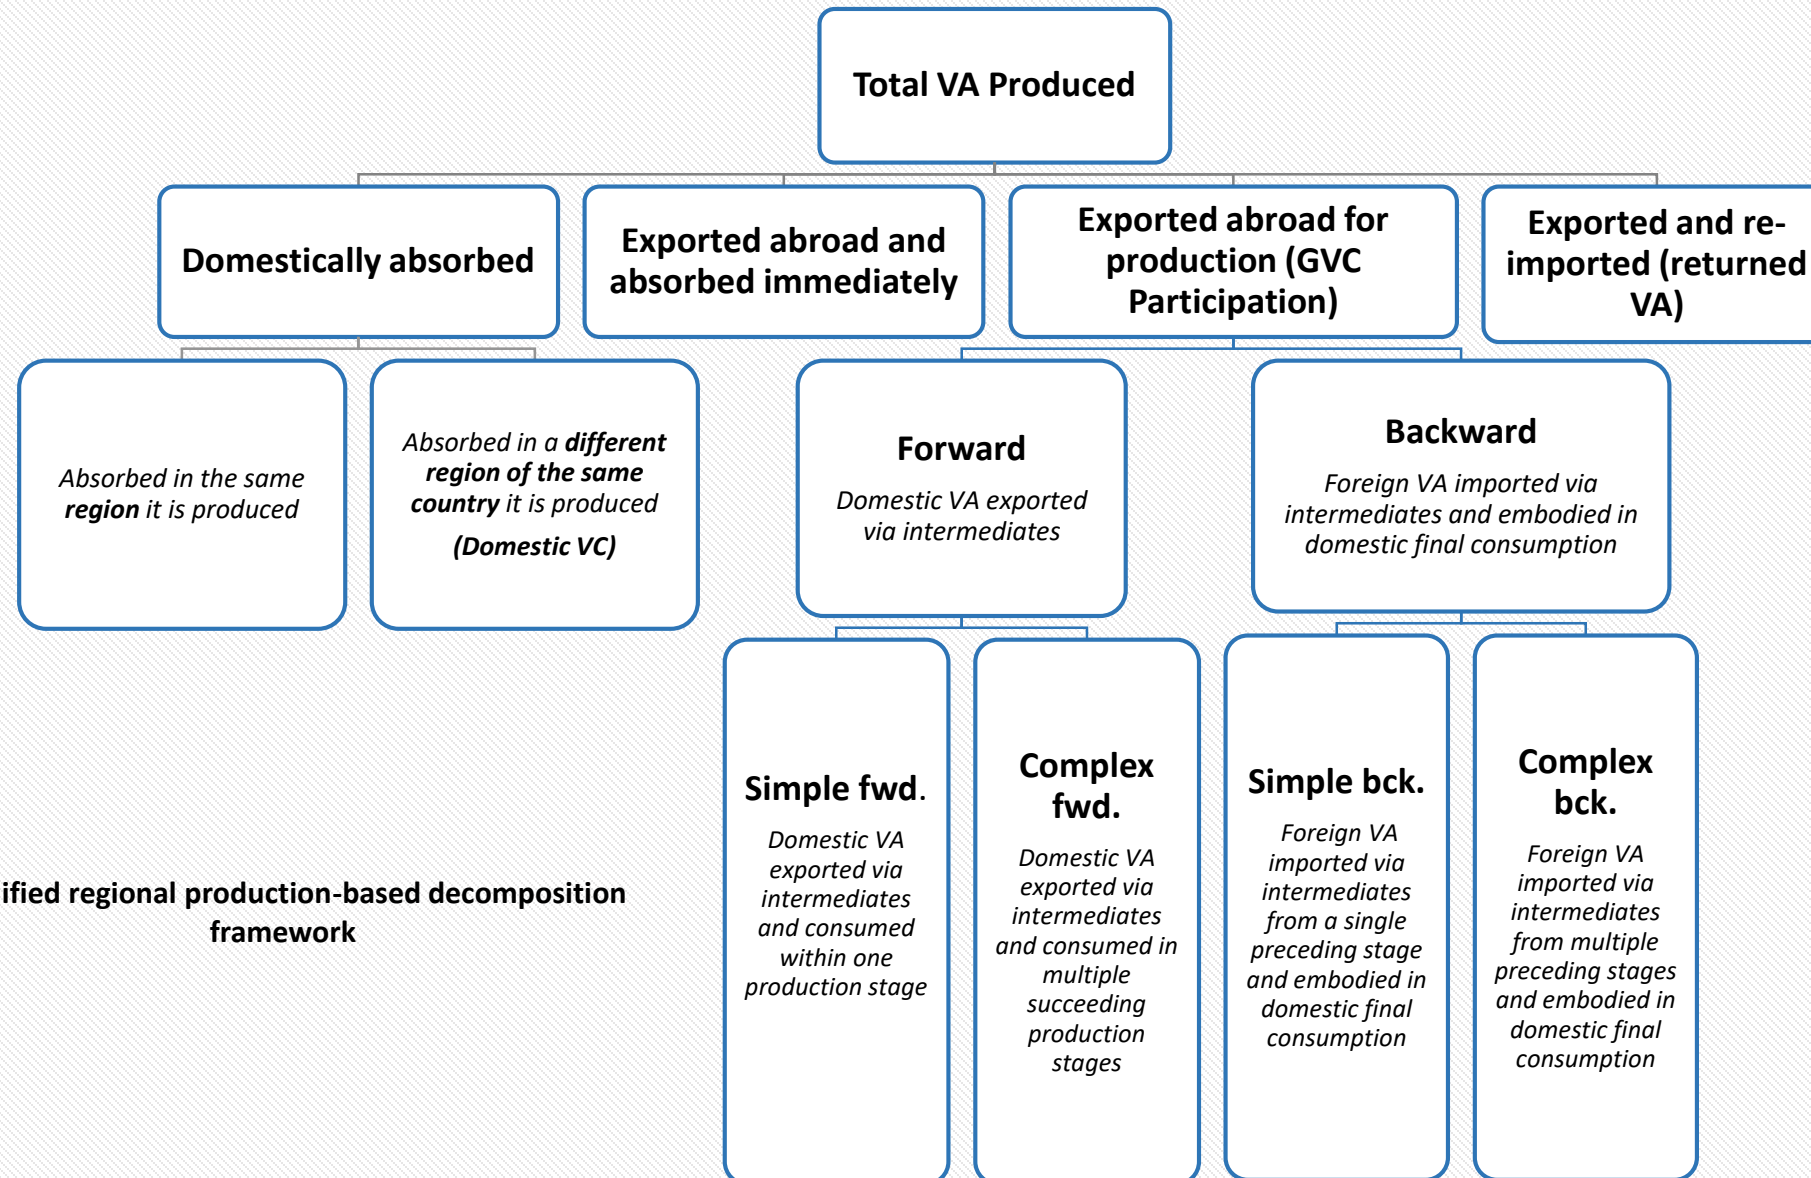 Total VA Produced
Domestically absorbed
Exported abroad and
absorbed immediately
Exported abroad for
production (GVC
Participation)
Exported and re-
imported (returned
VA)
Absorbed in the same
region it is produced
Absorbed in a different
region of the same
country it is produced
(Domestic VC)
Forward
Domestic VA exported
via intermediates
Backward
Foreign VA imported via
intermediates and embodied in
domestic final consumption
Simple fwd.
Domestic VA
exported via
intermediates
and consumed
within one
production stage
Complex
fwd.
Domestic VA
exported via
intermediates
and consumed in
multiple
succeeding
production
stages
Simple bck.
Foreign VA
imported via
intermediates
from a single
preceding stage
and embodied in
domestic final
consumption
Complex
bck.
Foreign VA
imported via
intermediates
from multiple
preceding stages
and embodied in
domestic final
consumption
ified regional production-based decomposition
framework